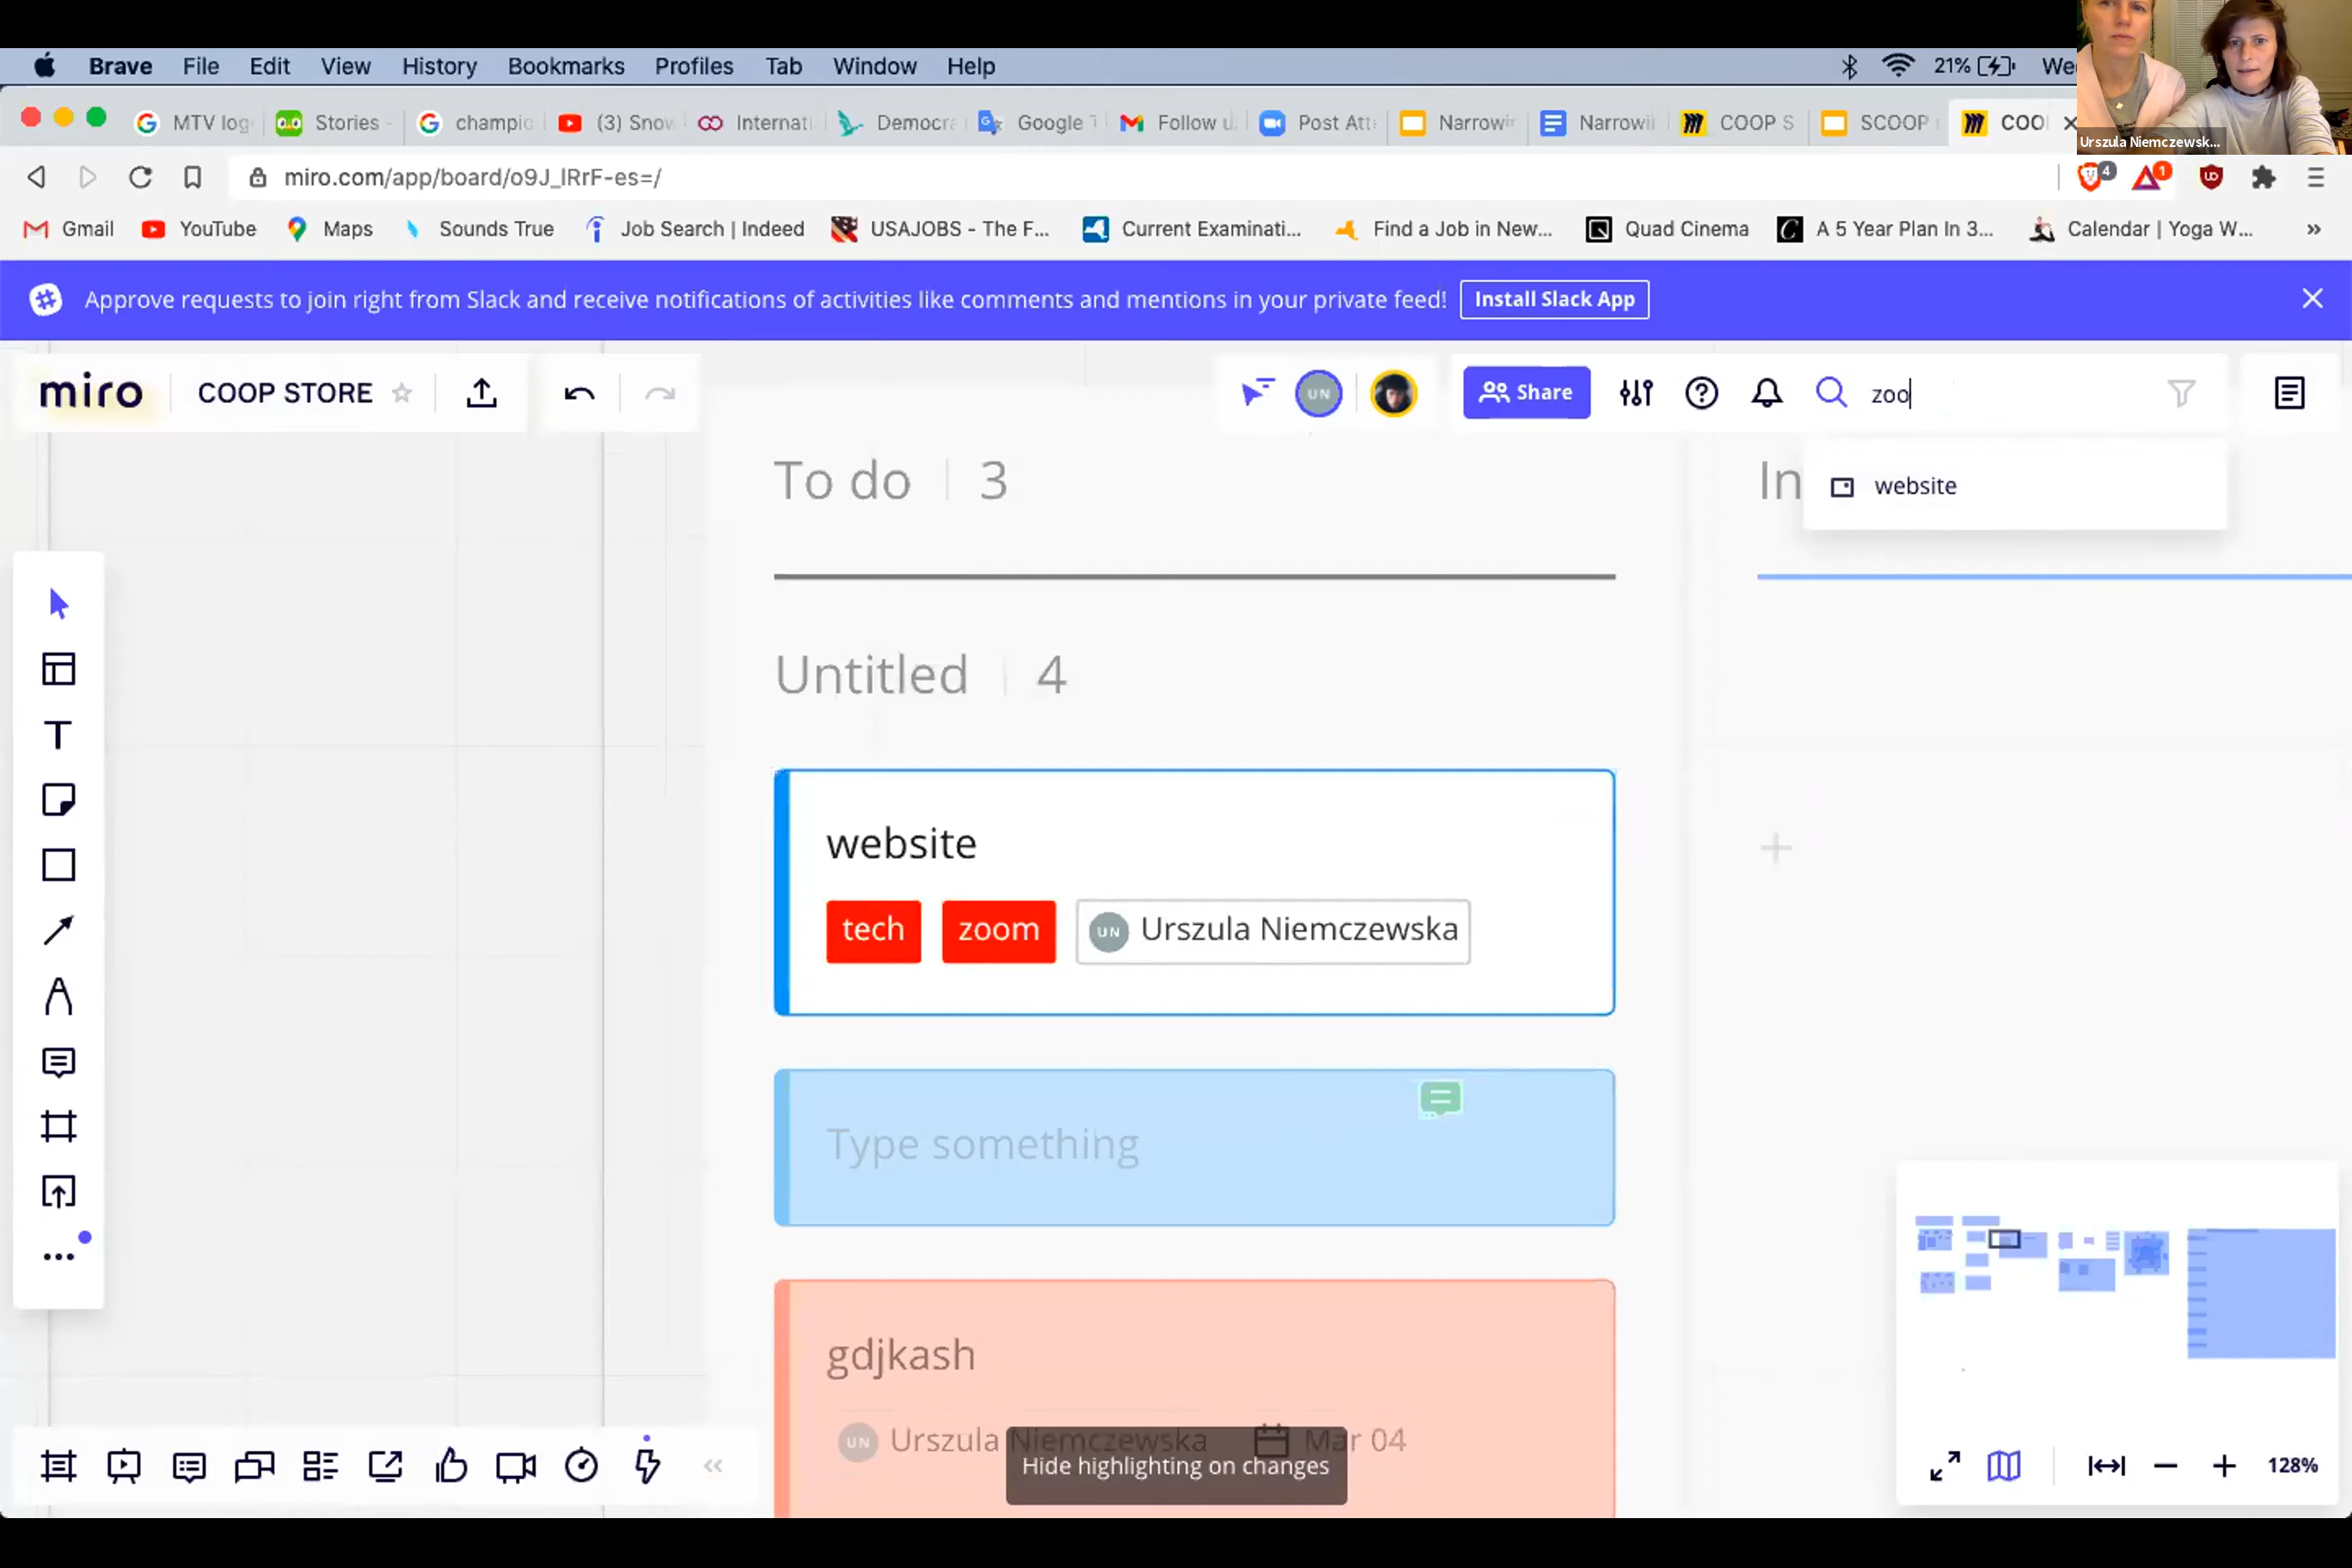 Brave File Edit View History Bookmarks Profiles Tab Window Help 21%
Urszula Niemczewsk...
MTV log Stories - champio (3) Snow Internati Democra Google T Follow u Post Att Narrowi Narrowi COOP S SCOOP COO
miro.com/app/board/o9J_lRrF-es=/ 4 1
Gmail YouTube Maps Sounds True Job Search | Indeed USAJOBS - The F... Current Examinati... Find a Job in New... Quad Cinema A 5 Year Plan In 3... Calendar | Yoga W... »
Approve requests to join right from Slack and receive notifications of activities like comments and mentions in your private feed! Install Slack App
miro COOP STORE UN Share zoo
To do 3
In
website
Untitled 4
website
tech zoom UN Urszula Niemczewska
Type something
gdjkash
UN Urszula Niemczewska Mar 04
Hide highlighting on changes
128%